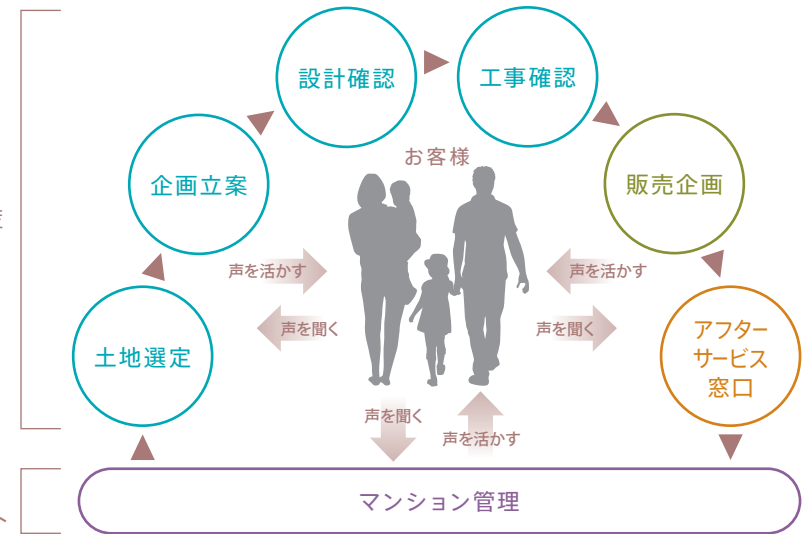 設計確認
工事確認
お客様
企画立案
販売企画
声を活かす
声を活かす
声を聞く
声を聞く
土地選定
アフター
サービス
窓口
声を聞く
声を活かす
マンション管理